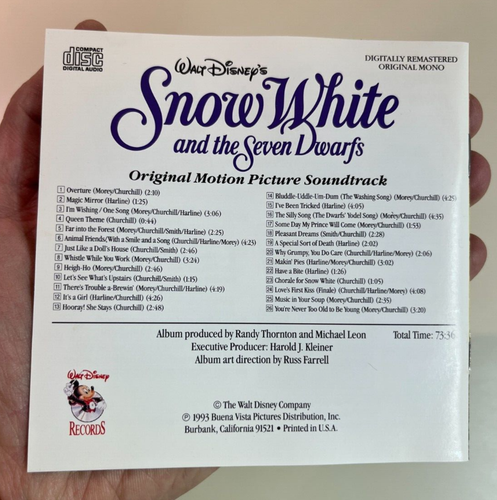 COMPACT
disc
DIGITAL AUDIO
DIGITALLY REMASTERED
ORIGINAL MONO
Walt Disney's
Snow White
and the Seven Dwarfs
Original Motion Picture Soundtrack
1 Overture (Morey/Churchill) (2:10)
2 Magic Mirror (Harline) (1:25)
3 I'm Wishing / One Song (Morey/Churchill/Harline) (3:06)
4 Queen Theme (Churchill) (0:44)
5 Far into the Forest (Morey/Churchill/Smith/Harline) (2:25)
6 Animal Friends/With a Smile and a Song (Churchill/Harline/Morey) (4:23)
7 Just Like a Doll's House (Churchill/Smith) (2:46)
8 Whistle While You Work (Morey/Churchill) (3:24)
9 Heigh-Ho (Morey/Churchill) (2:46)
10 Let's See What's Upstairs (Churchill/Smith) (1:15)
11 There's Trouble a-Brewin' (Morey/Churchill/Harline) (4:19)
12 It's a Girl (Harline) (4:26)
13 Hooray! She Stays (Churchill) (2:48)
14 Bluddle-Uddle-Um-Dum (The Washing Song) (Morey/Churchill) (4:25)
15 I've Been Tricked (Harline) (4:05)
16 The Silly Song (The Dwarfs' Yodel Song) (Morey/Churchill) (4:35)
17 Some Day My Prince Will Come (Morey/Churchill) (1:53)
18 Pleasant Dreams (Smith/Churchill) (2:28)
19 A Special Sort of Death (Harline) (2:02)
20 Why Grumpy, You Do Care (Churchill/Harline/Morey) (2:06)
21 Makin' Pies (Harline/Morey/Churchill) (3:02)
22 Have a Bite (Harline) (1:26)
23 Chorale for Snow White (Churchill) (1:05)
24 Love's First Kiss (Finale) (Churchill/Harline/Morey) (4:08)
25 Music in Your Soup (Morey/Churchill) (2:35)
26 You're Never Too Old to Be Young (Morey/Churchill) (3:20)
Album produced by Randy Thornton and Michael Leon
Total Time: 73:36
Executive Producer: Harold J. Kleiner
Album art direction by Russ Farrell
Walt Disney
RECORDS
© The Walt Disney Company
℗ 1993 Buena Vista Pictures Distribution, Inc.
Burbank, California 91521 • Printed in U.S.A.